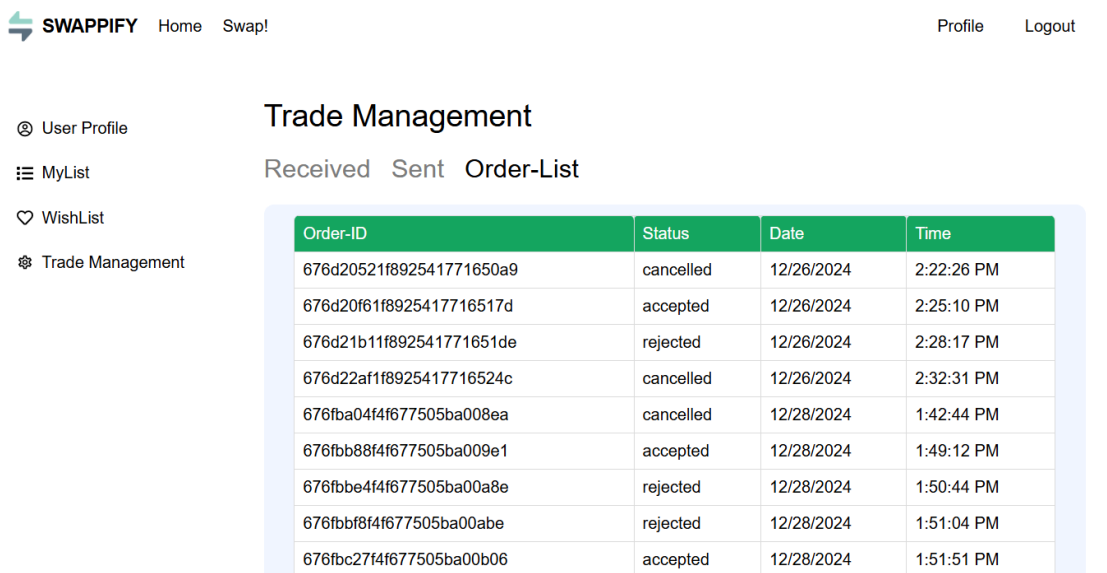 SWAPPIFY Home Swap! Profile Logout
User Profile
MyList
WishList
Trade Management
Trade Management
Received Sent Order-List
Order-ID Status Date Time
676d20521f892541771650a9 cancelled 12/26/2024 2:22:26 PM
676d20f61f8925417716517d accepted 12/26/2024 2:25:10 PM
676d21b11f892541771651de rejected 12/26/2024 2:28:17 PM
676d22af1f8925417716524c cancelled 12/26/2024 2:32:31 PM
676fba04f4f677505ba008ea cancelled 12/28/2024 1:42:44 PM
676fbb88f4f677505ba009e1 accepted 12/28/2024 1:49:12 PM
676fbbe4f4f677505ba00a8e rejected 12/28/2024 1:50:44 PM
676fbbf8f4f677505ba00abe rejected 12/28/2024 1:51:04 PM
676fbc27f4f677505ba00b06 accepted 12/28/2024 1:51:51 PM